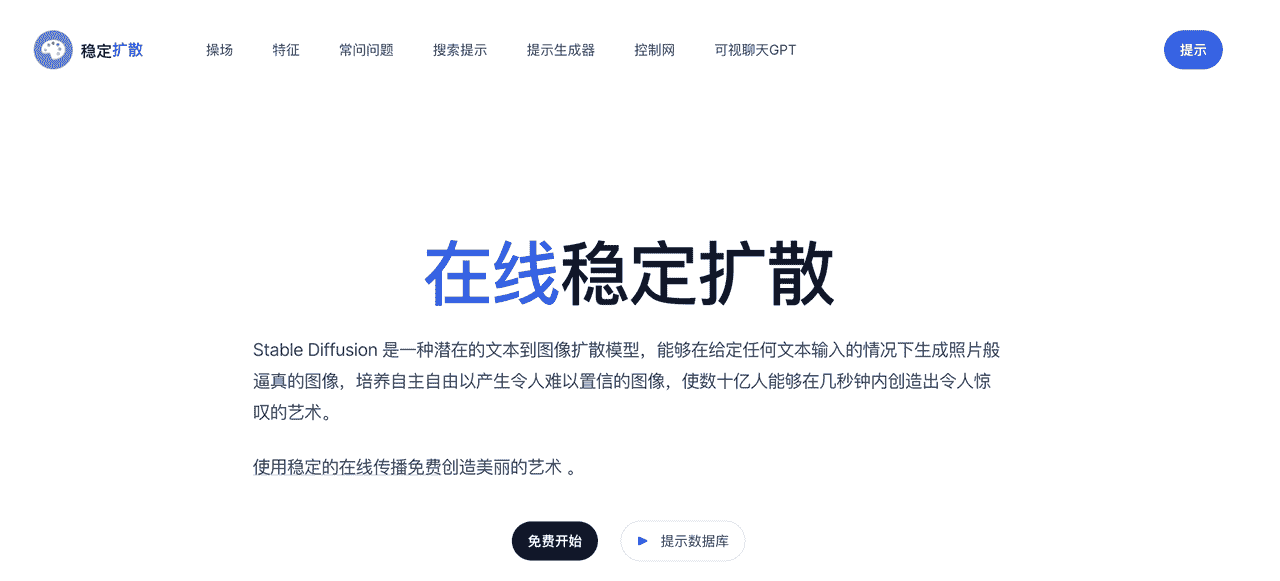 稳定扩散
操场 特征 常问问题 搜索提示 提示生成器 控制网 可视聊天GPT
提示
在线稳定扩散
Stable Diffusion 是一种潜在的文本到图像扩散模型，能够在给定任何文本输入的情况下生成照片般
逼真的图像，培养自主自由以产生令人难以置信的图像，使数十亿人能够在几秒钟内创造出令人惊
叹的艺术。
使用稳定的在线传播免费创造美丽的艺术 。
免费开始
提示数据库